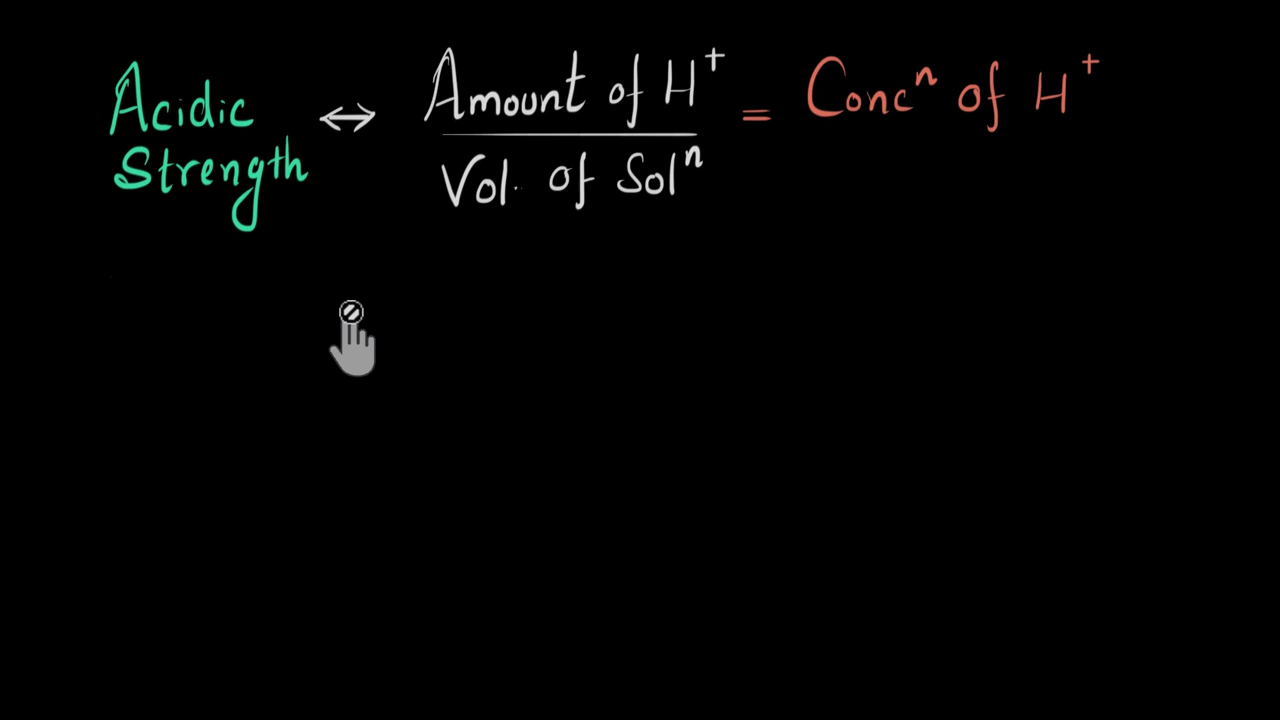 Acidic Strength ↔ Amount of H⁺ / Vol. of Solⁿ = Concⁿ of H⁺